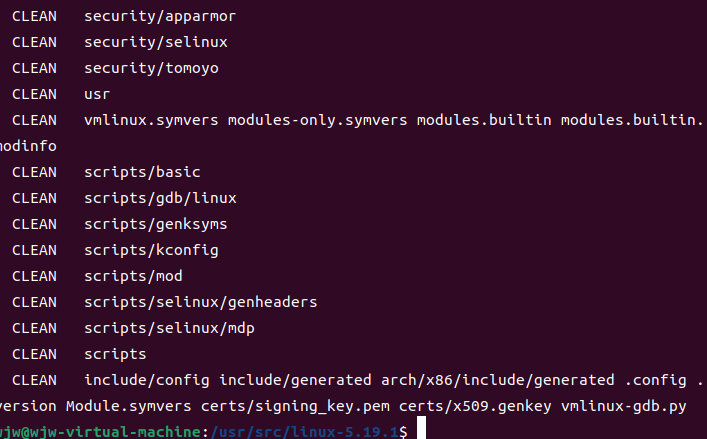 CLEAN   security/apparmor
CLEAN   security/selinux
CLEAN   security/tomoyo
CLEAN   usr
CLEAN   vmlinux.symvers modules-only.symvers modules.builtin modules.builtin.
modinfo
CLEAN   scripts/basic
CLEAN   scripts/gdb/linux
CLEAN   scripts/genksyms
CLEAN   scripts/kconfig
CLEAN   scripts/mod
CLEAN   scripts/selinux/genheaders
CLEAN   scripts/selinux/mdp
CLEAN   scripts
CLEAN   include/config include/generated arch/x86/include/generated .config .
version Module.symvers certs/signing_key.pem certs/x509.genkey vmlinux-gdb.py
wjw@wjw-virtual-machine:/usr/src/linux-5.19.1$